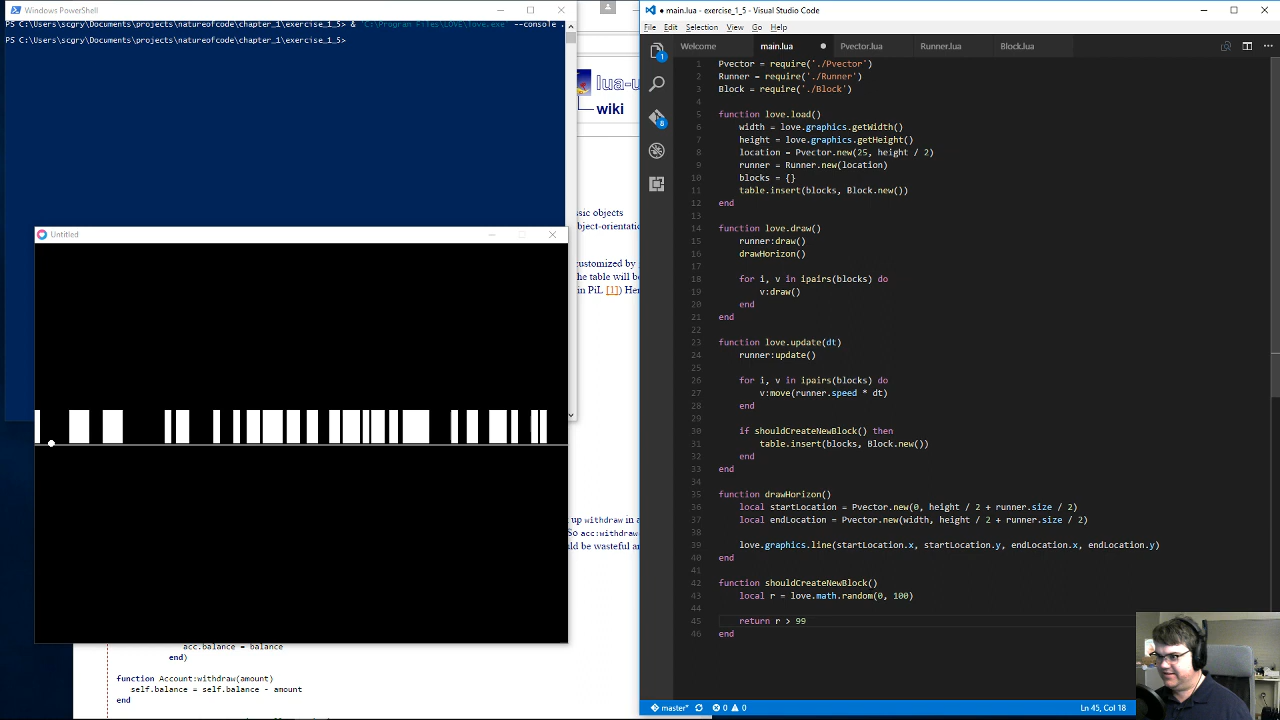 Windows PowerShell
PS C:\Users\scgry\Documents\projects\natureofcode\chapter_1\exercise_1_5> & 'C:\Program Files\LOVE\love.exe' --console .
PS C:\Users\scgry\Documents\projects\natureofcode\chapter_1\exercise_1_5>
lua-u
wiki
ssic objects
bject-orientatio
ustomized by
he table will be
in PiL [1]) Her
Untitled
up withdraw in a
So acc:withdraw
uld be wasteful an
acc.balance = balance
end)
function Account:withdraw(amount)
self.balance = self.balance - amount
end
● main.lua - exercise_1_5 - Visual Studio Code
File Edit Selection View Go Help
Welcome main.lua Pvector.lua Runner.lua Block.lua
1
8
1 Pvector = require('./Pvector')
2 Runner = require('./Runner')
3 Block = require('./Block')
4
5 function love.load()
6 width = love.graphics.getWidth()
7 height = love.graphics.getHeight()
8 location = Pvector.new(25, height / 2)
9 runner = Runner.new(location)
10 blocks = {}
11 table.insert(blocks, Block.new())
12 end
13
14 function love.draw()
15 runner:draw()
16 drawHorizon()
17
18 for i, v in ipairs(blocks) do
19 v:draw()
20 end
21 end
22
23 function love.update(dt)
24 runner:update()
25
26 for i, v in ipairs(blocks) do
27 v:move(runner.speed * dt)
28 end
29
30 if shouldCreateNewBlock() then
31 table.insert(blocks, Block.new())
32 end
33 end
34
35 function drawHorizon()
36 local startLocation = Pvector.new(0, height / 2 + runner.size / 2)
37 local endLocation = Pvector.new(width, height / 2 + runner.size / 2)
38
39 love.graphics.line(startLocation.x, startLocation.y, endLocation.x, endLocation.y)
40 end
41
42 function shouldCreateNewBlock()
43 local r = love.math.random(0, 100)
44
45 return r > 99
46 end
master* 0 0 Ln 45, Col 18